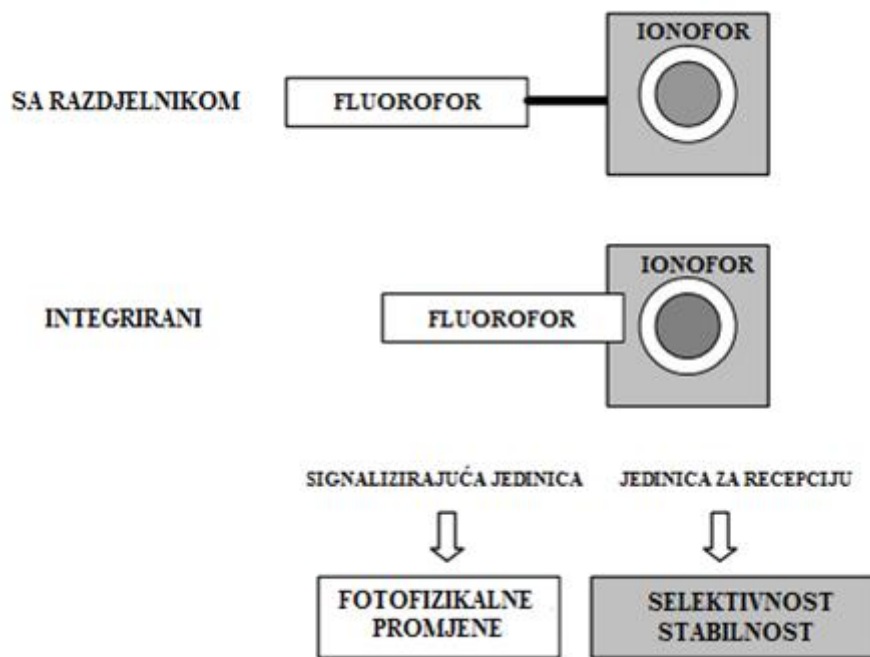 IONOFOR
SA RAZDJELNIKOM
FLUOROFOR
IONOFOR
INTEGRIRANI
FLUOROFOR
SIGNALIZIRAJUĆA JEDINICA
JEDINICA ZA RECEPCIJU
FOTOFIZIKALNE
PROMJENE
SELEKTIVNOST
STABILNOST